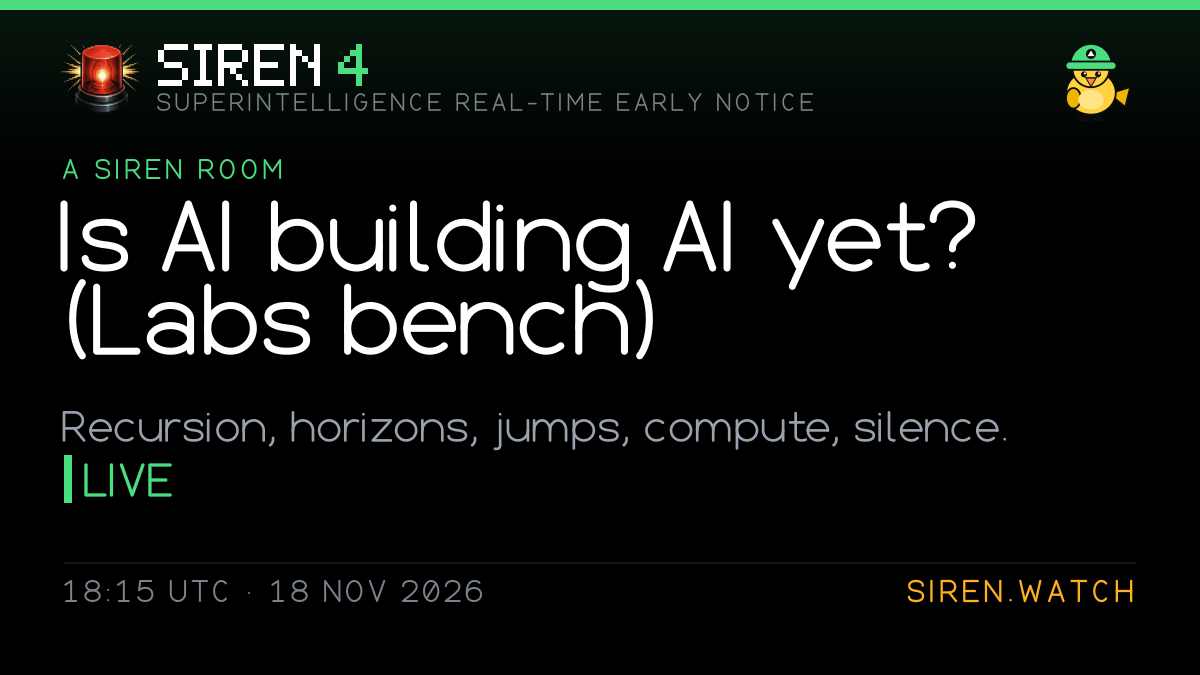 SIREN 4
SUPERINTELLIGENCE REAL-TIME EARLY NOTICE
A SIREN ROOM
Is AI building AI yet?
(Labs bench)
Recursion, horizons, jumps, compute, silence.
LIVE
18:15 UTC · 18 NOV 2026
SIREN.WATCH